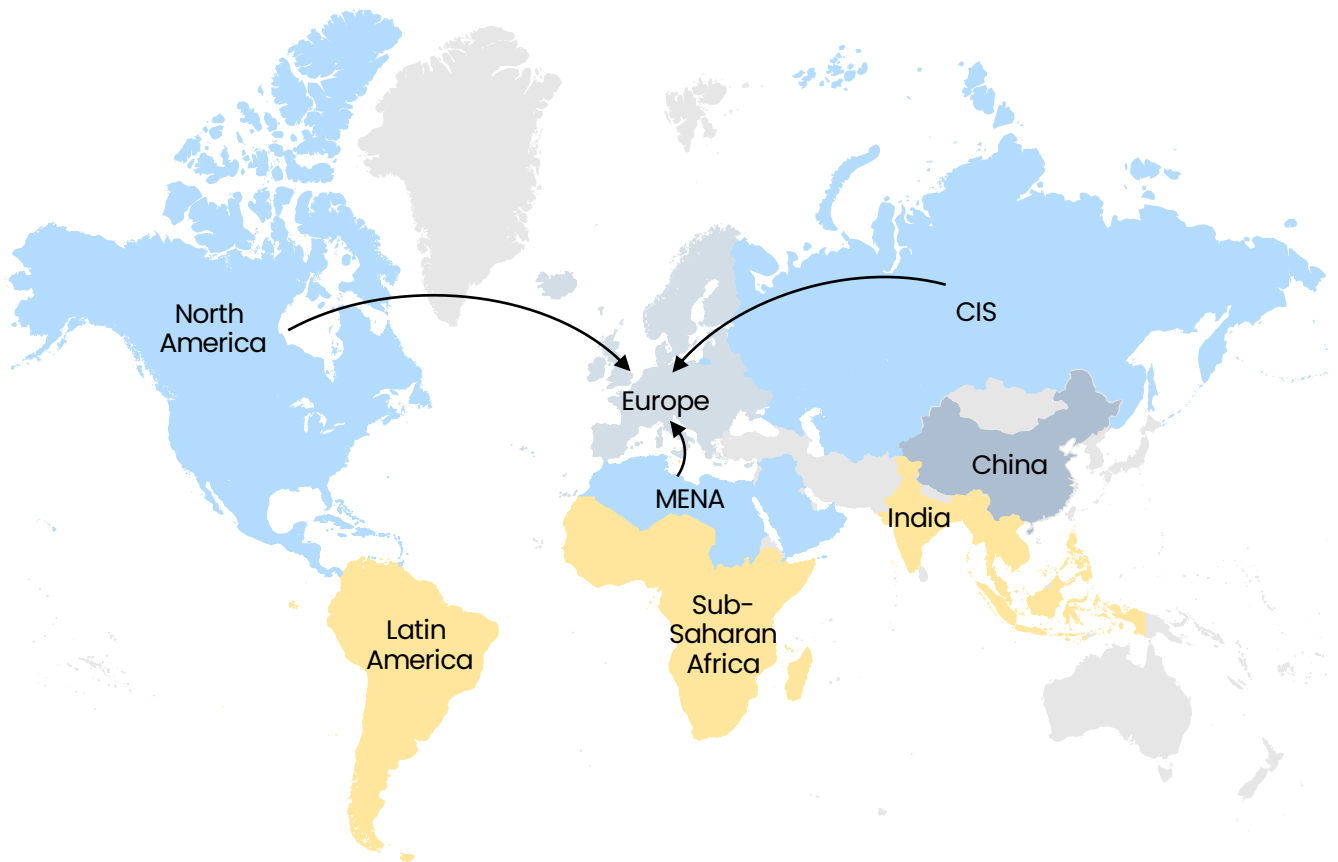 North
America
CIS
Europe
China
MENA
India
Sub-
Saharan
Africa
Latin
America